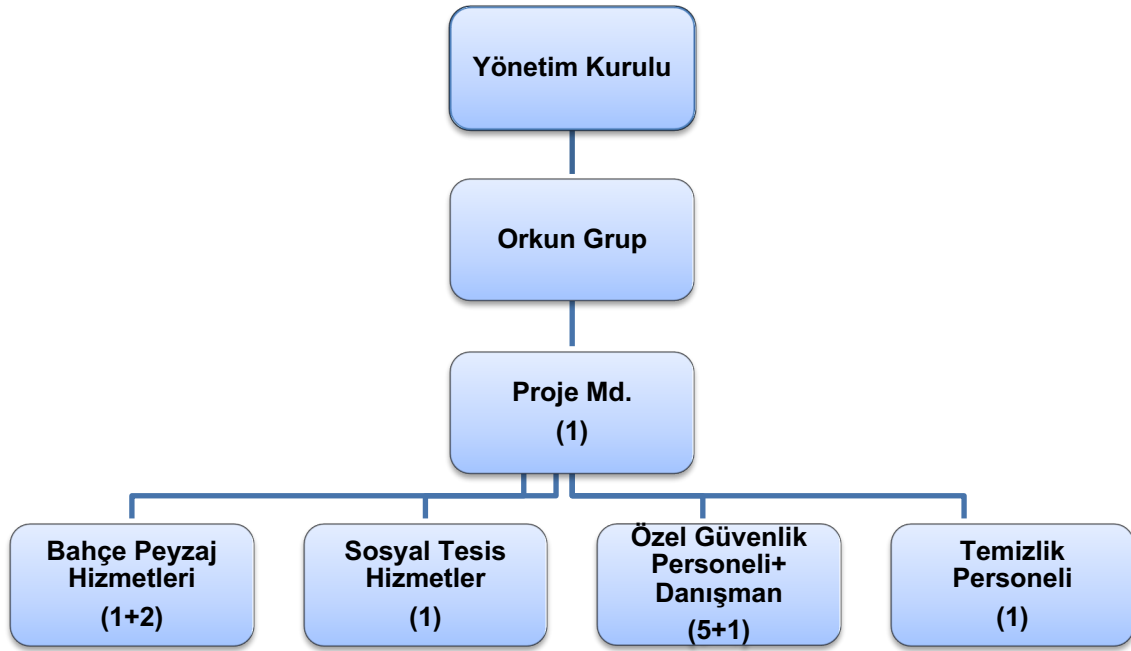 Yönetim Kurulu
Orkun Grup
Proje Md.
(1)
Bahçe Peyzaj
Hizmetleri
(1+2)
Sosyal Tesis
Hizmetler
(1)
Özel Güvenlik
Personeli+
Danışman
(5+1)
Temizlik
Personeli
(1)